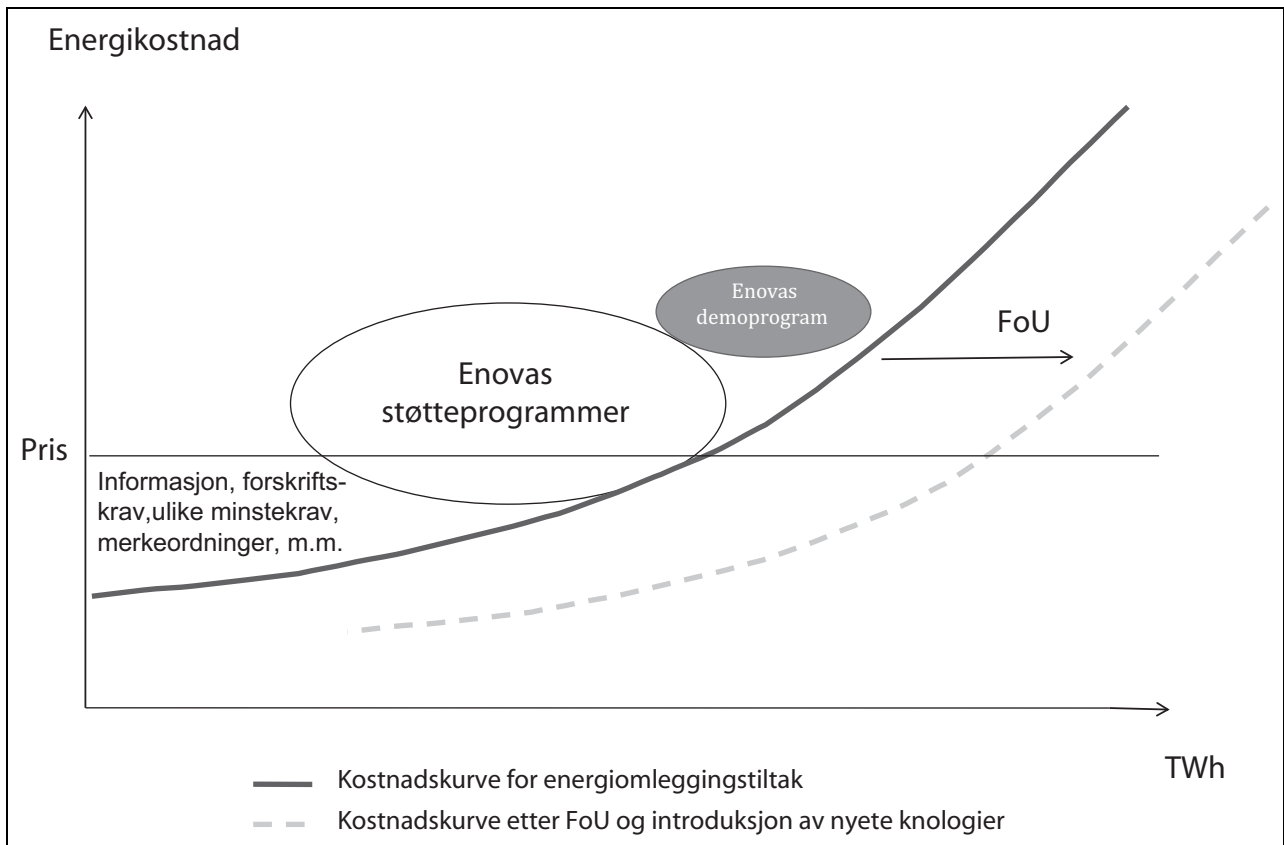 Energikostnad
Enovas
demoprogram
FoU
Enovas
støtteprogrammer
Pris
Informasjon, forskrifts-
krav,ulike minstekrav,
merkeordninger, m.m.
TWh
Kostnadskurve for energiomleggingstiltak
Kostnadskurve etter FoU og introduksjon av nyete knologier